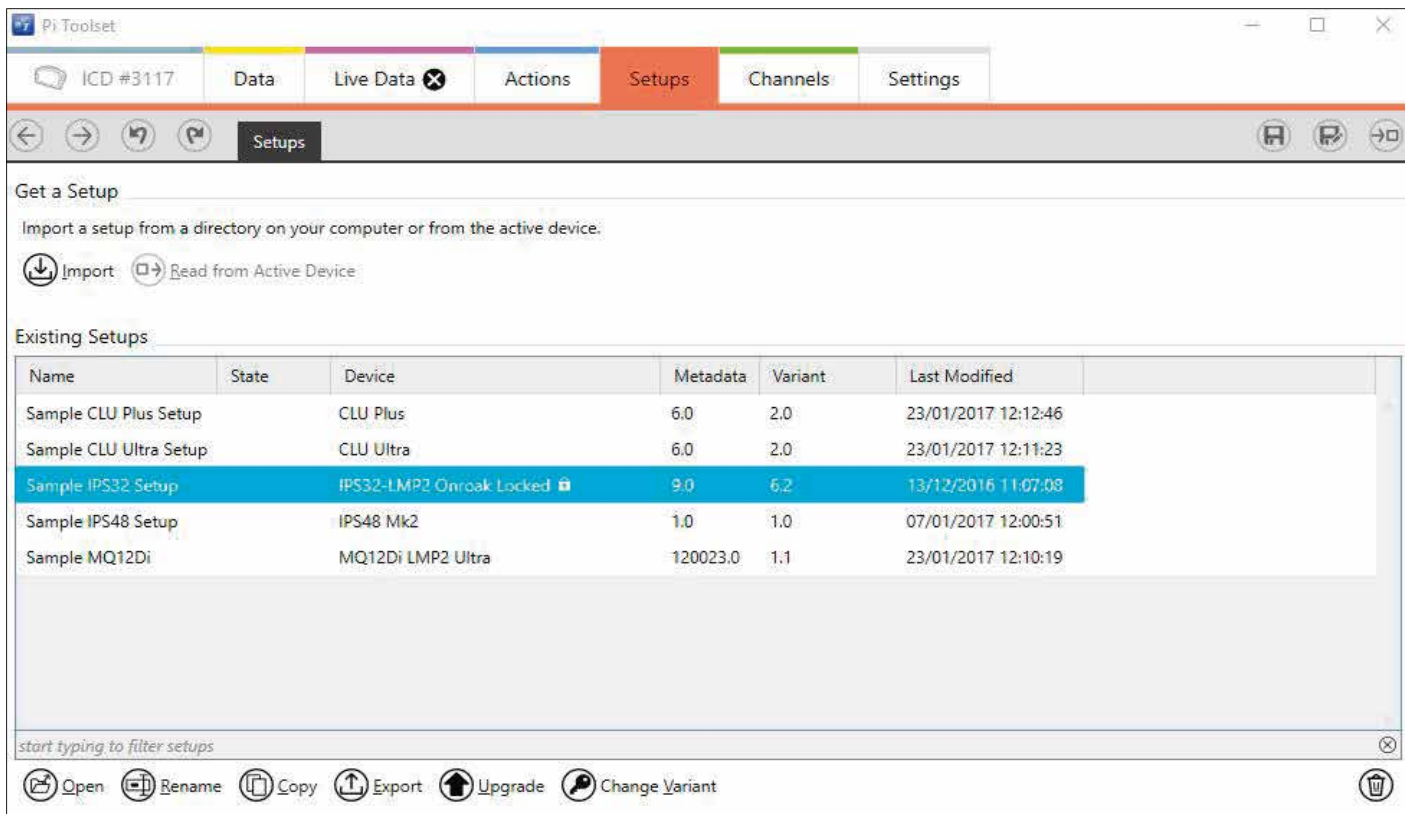 Pi Toolset
ICD #3117 Data Live Data Actions Setups Channels Settings
Setups
Get a Setup
Import a setup from a directory on your computer or from the active device.
Import Read from Active Device
Existing Setups
Name State Device Metadata Variant Last Modified
Sample CLU Plus Setup CLU Plus 6.0 2.0 23/01/2017 12:12:46
Sample CLU Ultra Setup CLU Ultra 6.0 2.0 23/01/2017 12:11:23
Sample IPS32 Setup IPS32-LMP2 Onroak Locked 9.0 6.2 13/12/2016 11:07:08
Sample IPS48 Setup IPS48 Mk2 1.0 1.0 07/01/2017 12:00:51
Sample MQ12Di MQ12Di LMP2 Ultra 120023.0 1.1 23/01/2017 12:10:19
start typing to filter setups
Open Rename Copy Export Upgrade Change Variant